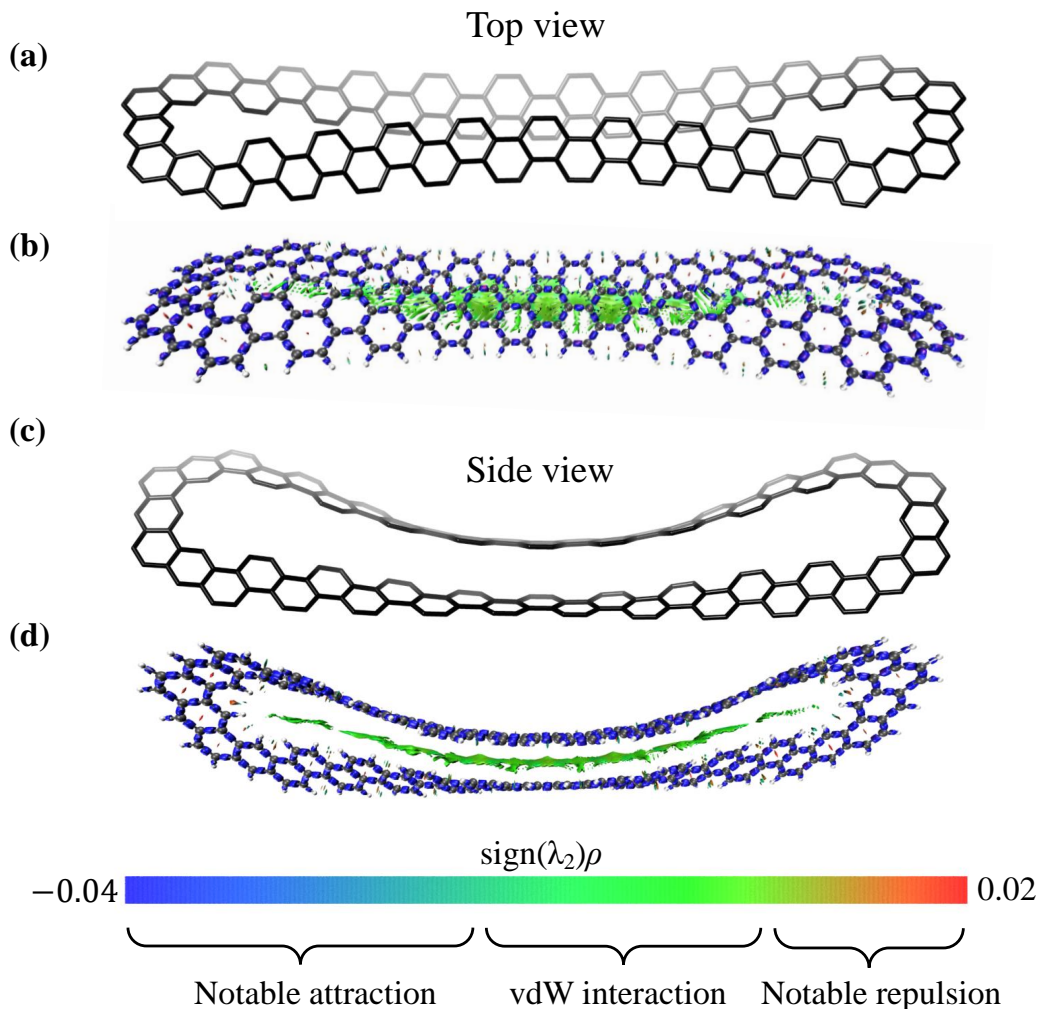 Top view
(a)
(b)
(c)
Side view
(d)
sign(λ₂)ρ
−0.04
0.02
Notable attraction
vdW interaction
Notable repulsion